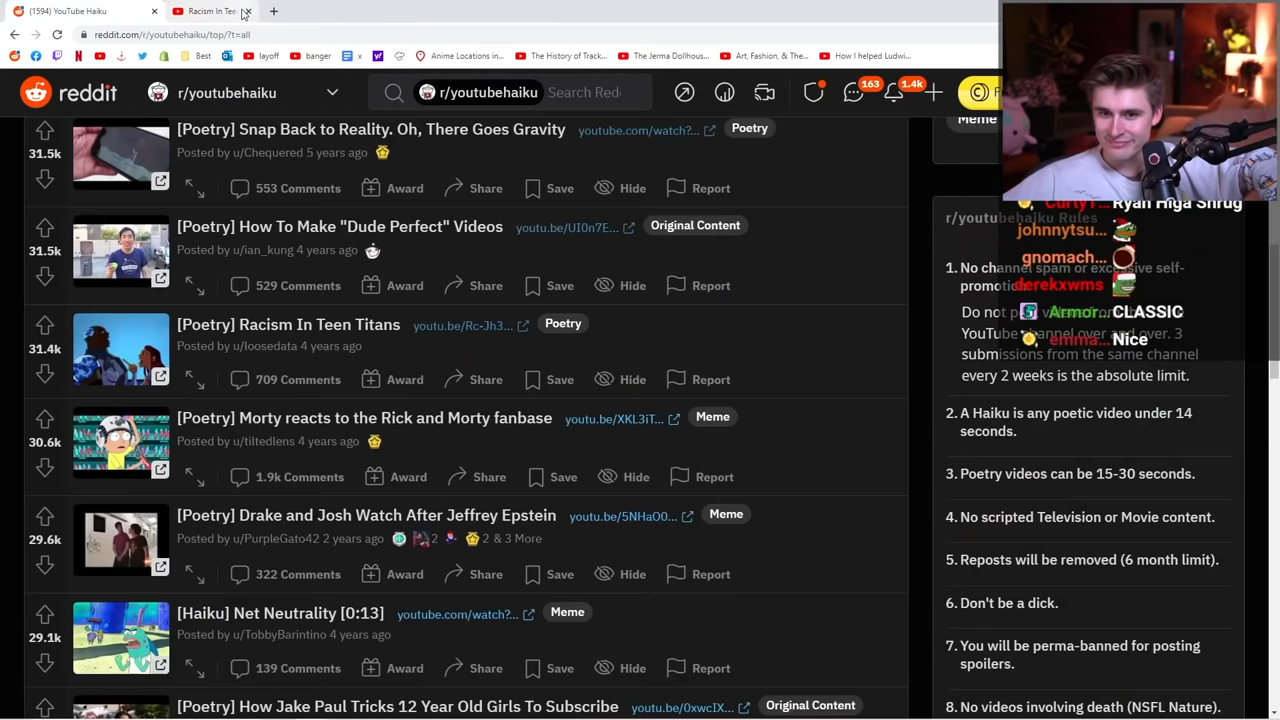 (1594) YouTube Haiku
Racism In Tee
reddit.com/r/youtubehaiku/top/?t=all
Best
layoff
banger
x
Anime Locations in...
The History of Track...
The Jerma Dollhous...
Art, Fashion, & The...
How I helped Ludwi...
reddit
r/youtubehaiku
r/youtubehaiku
Search Red
163
1.4k
31.5k
[Poetry] Snap Back to Reality. Oh, There Goes Gravity
youtube.com/watch?...
Poetry
Posted by u/Chequered 5 years ago
553 Comments
Award
Share
Save
Hide
Report
31.5k
[Poetry] How To Make "Dude Perfect" Videos
youtube.com/UI0n7E...
Original Content
Posted by u/ian_kung 4 years ago
529 Comments
Award
Share
Save
Hide
Report
31.4k
[Poetry] Racism In Teen Titans
youtu.be/Rc-Jh3...
Poetry
Posted by u/loosedata 4 years ago
709 Comments
Award
Share
Save
Hide
Report
30.6k
[Poetry] Morty reacts to the Rick and Morty fanbase
youtu.be/XKL3iT...
Meme
Posted by u/tiltedlens 4 years ago
1.9k Comments
Award
Share
Save
Hide
Report
29.6k
[Poetry] Drake and Josh Watch After Jeffrey Epstein
youtu.be/5NHaO0...
Meme
Posted by u/PurpleGato42 2 years ago
2
2 & 3 More
322 Comments
Award
Share
Save
Hide
Report
29.1k
[Haiku] Net Neutrality [0:13]
youtube.com/watch?...
Meme
Posted by u/TobbyBarintino 4 years ago
139 Comments
Award
Share
Save
Hide
Report
[Poetry] How Jake Paul Tricks 12 Year Old Girls To Subscribe
youtu.be/0xwcIX...
Original Content
Meme
Ryan Higa Shrug
johnnytsu...
gnomach...
derekxwms
Armor...
CLASSIC
emma...
Nice
r/youtubehaiku Rules
1. No channel spam or excessive self-
promotion
YouTube channel over and over. 3
submissions from the same channel
every 2 weeks is the absolute limit.
2. A Haiku is any poetic video under 14
seconds.
3. Poetry videos can be 15-30 seconds.
4. No scripted Television or Movie content.
5. Reposts will be removed (6 month limit).
6. Don't be a dick.
7. You will be perma-banned for posting
spoilers.
8. No videos involving death (NSFL Nature).